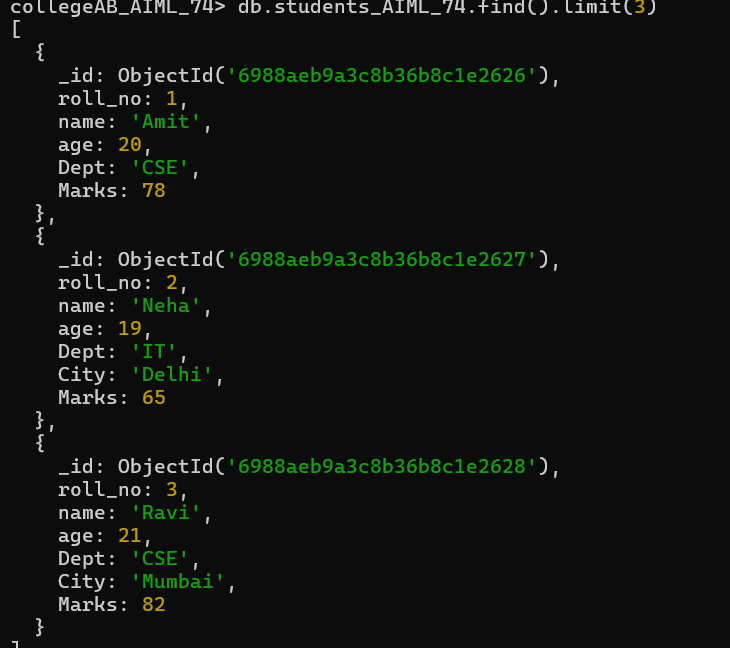 collegeAB_AIML_74> db.students_AIML_74.find().limit(3)
[
  {
    _id: ObjectId('6988aeb9a3c8b36b8c1e2626'),
    roll_no: 1,
    name: 'Amit',
    age: 20,
    Dept: 'CSE',
    Marks: 78
  },
  {
    _id: ObjectId('6988aeb9a3c8b36b8c1e2627'),
    roll_no: 2,
    name: 'Neha',
    age: 19,
    Dept: 'IT',
    City: 'Delhi',
    Marks: 65
  },
  {
    _id: ObjectId('6988aeb9a3c8b36b8c1e2628'),
    roll_no: 3,
    name: 'Ravi',
    age: 21,
    Dept: 'CSE',
    City: 'Mumbai',
    Marks: 82
  }
]